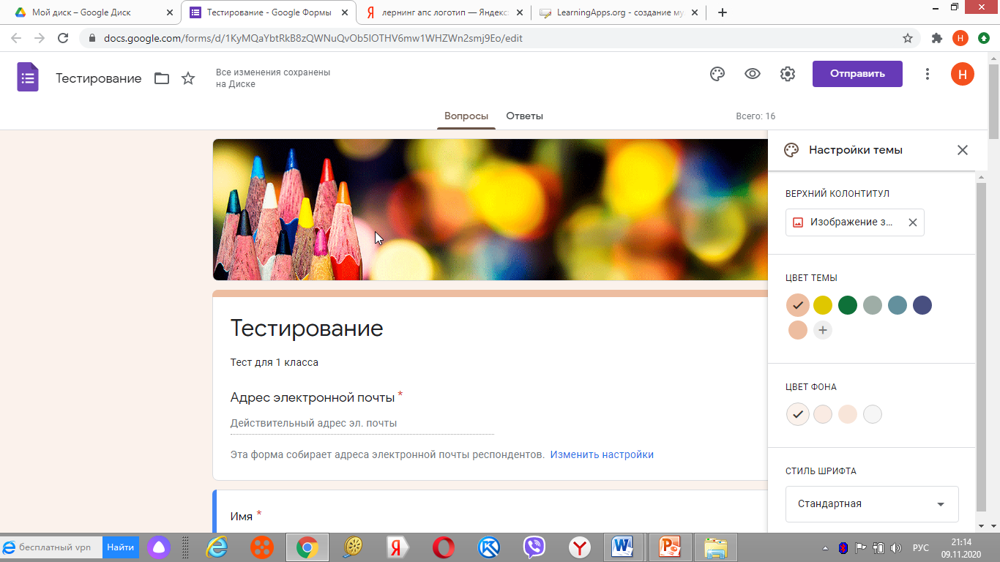 Мой диск – Google Диск
Тестирование - Google Формы
Я лернинг апс логотип — Яндекс
LearningApps.org - создание му
docs.google.com/forms/d/1KyMQaYbtRkB8zQWNuQvOb5lOTHV6mw1WHZWn2smj9Eo/edit
Н
Тестирование
Все изменения сохранены
на Диске
Отправить
Н
Вопросы
Ответы
Всего: 16
Настройки темы
ВЕРХНИЙ КОЛОНТИТУЛ
Изображение з...
ЦВЕТ ТЕМЫ
Тестирование
Тест для 1 класса
Адрес электронной почты *
Действительный адрес эл. почты
Эта форма собирает адреса электронной почты респондентов. Изменить настройки
ЦВЕТ ФОНА
СТИЛЬ ШРИФТА
Стандартная
Имя *
бесплатный vpn
Найти
РУС
21:14
09.11.2020